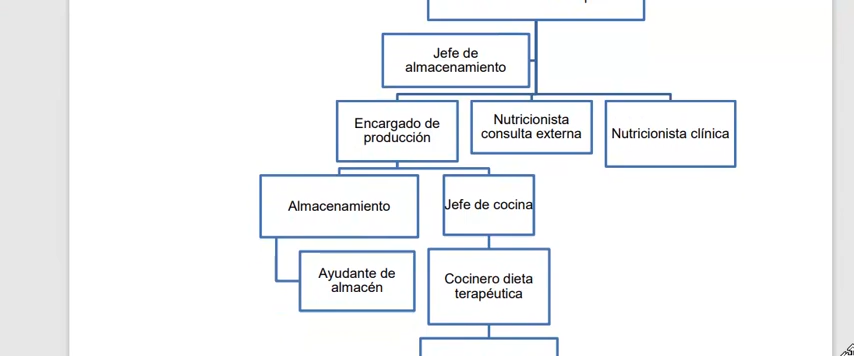 Jefe de
almacenamiento
Encargado de
producción
Nutricionista
consulta externa
Nutricionista clínica
Almacenamiento
Jefe de cocina
Ayudante de
almacén
Cocinero dieta
terapéutica